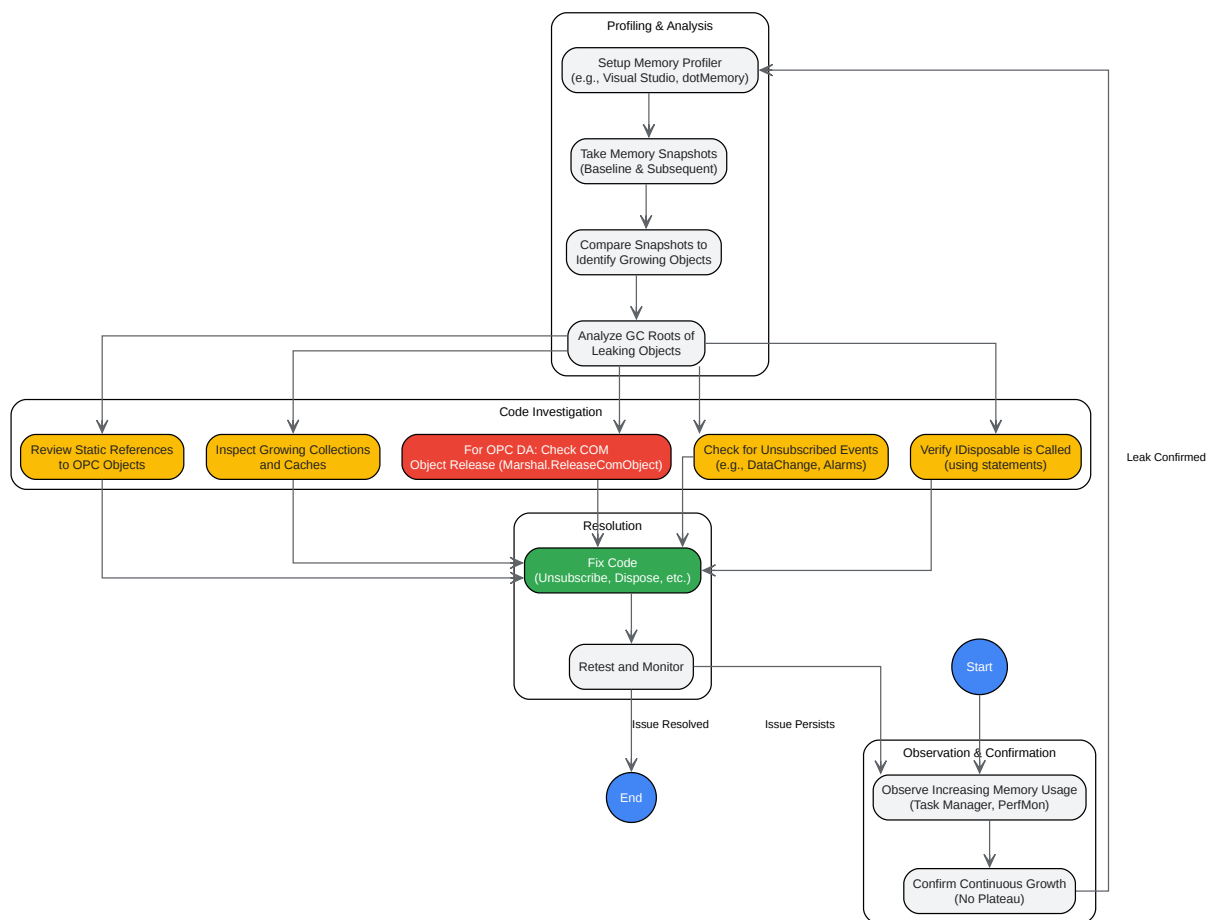 Profiling & Analysis
Setup Memory Profiler
(e.g., Visual Studio, dotMemory)
Take Memory Snapshots
(Baseline & Subsequent)
Compare Snapshots to
Identify Growing Objects
Analyze GC Roots of
Leaking Objects
Code Investigation
Review Static References
to OPC Objects
Inspect Growing Collections
and Caches
For OPC DA: Check COM
Object Release (Marshal.ReleaseComObject)
Check for Unsubscribed Events
(e.g., DataChange, Alarms)
Verify IDisposable is Called
(using statements)
Leak Confirmed
Resolution
Fix Code
(Unsubscribe, Dispose, etc.)
Retest and Monitor
Start
Issue Resolved
Issue Persists
Observation & Confirmation
End
Observe Increasing Memory Usage
(Task Manager, PerfMon)
Confirm Continuous Growth
(No Plateau)